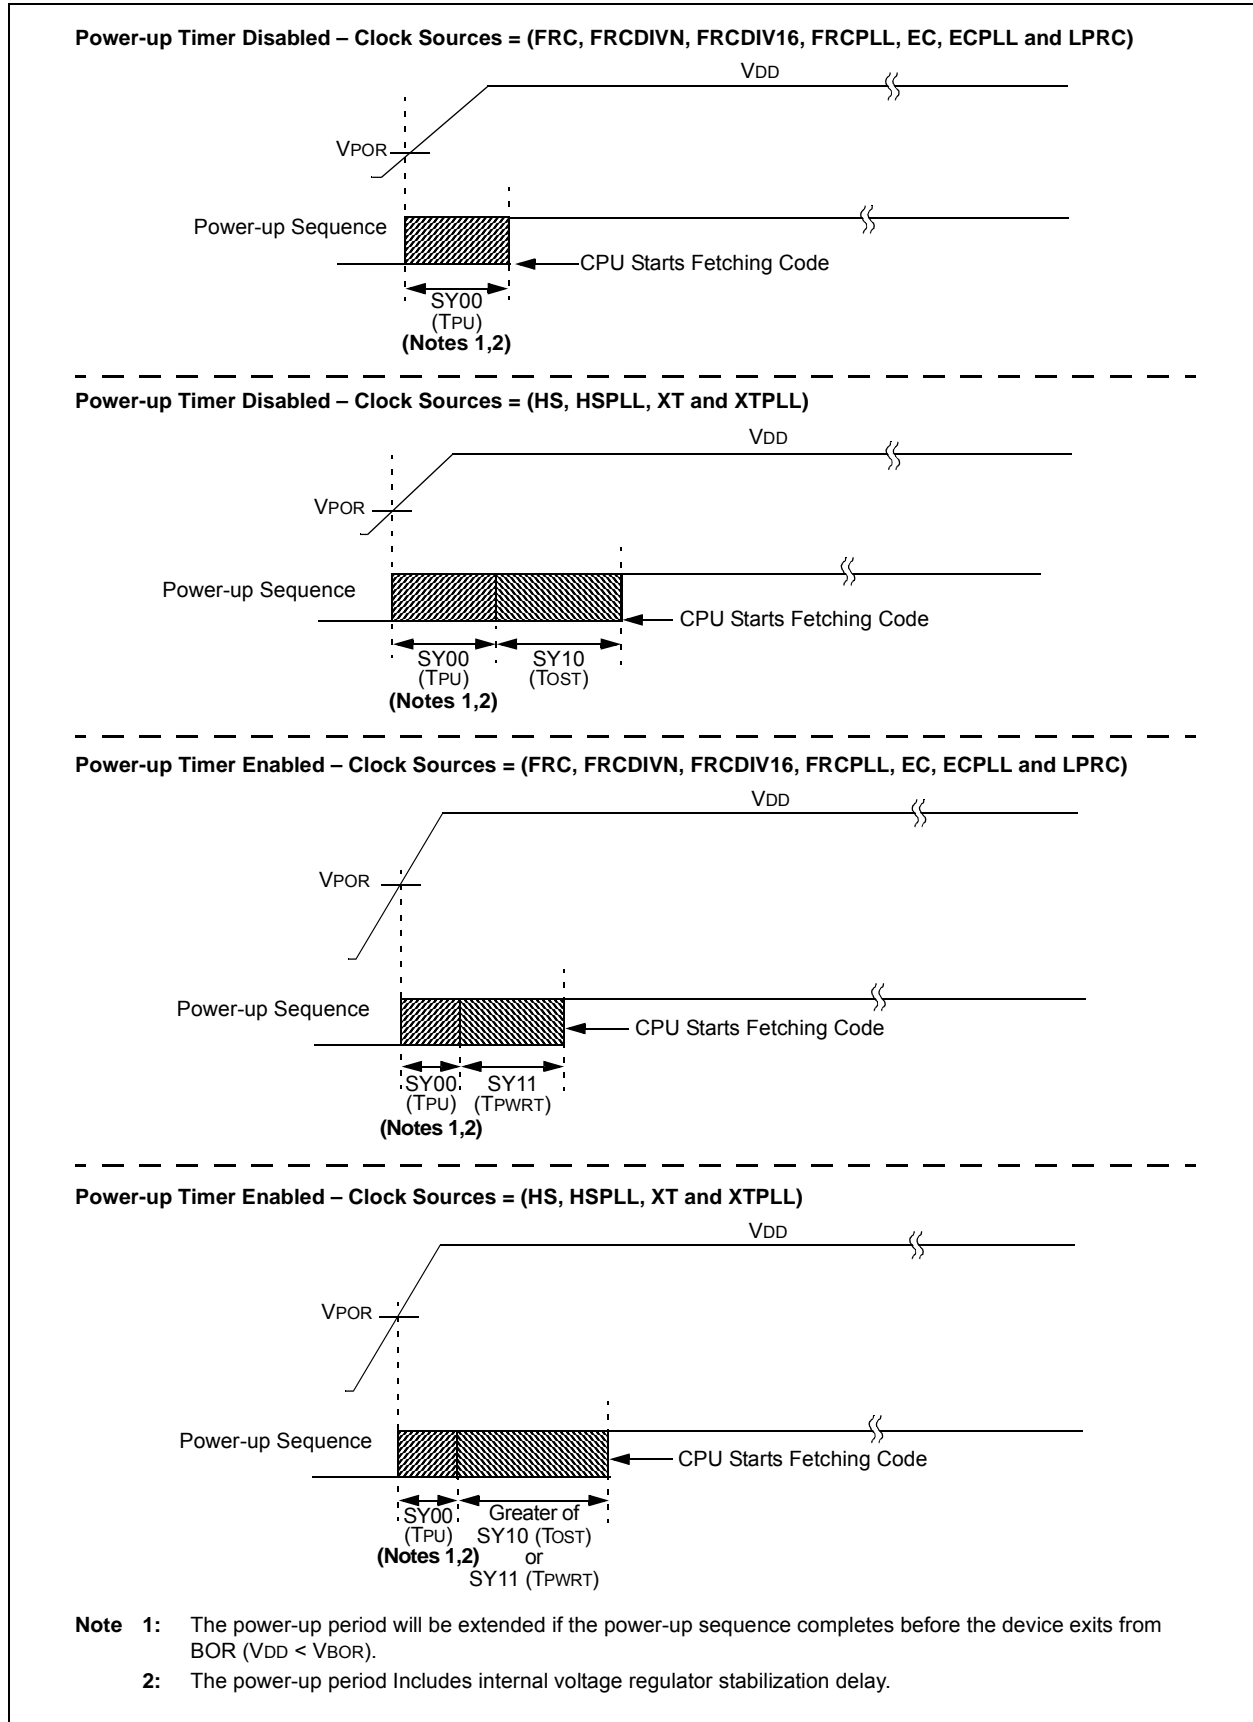 Power-up Timer Disabled – Clock Sources = (FRC, FRCDIVN, FRCDIV16, FRCPLL, EC, ECPLL and LPRC)
VDD
VPOR
Power-up Sequence
CPU Starts Fetching Code
SY00
(TPU)
(Notes 1,2)
Power-up Timer Disabled – Clock Sources = (HS, HSPLL, XT and XTPLL)
VDD
VPOR
Power-up Sequence
CPU Starts Fetching Code
SY00 SY10
(TPU) (TOST)
(Notes 1,2)
Power-up Timer Enabled – Clock Sources = (FRC, FRCDIVN, FRCDIV16, FRCPLL, EC, ECPLL and LPRC)
VDD
VPOR
Power-up Sequence
CPU Starts Fetching Code
SY00 SY11
(TPU) (TPWRT)
(Notes 1,2)
Power-up Timer Enabled – Clock Sources = (HS, HSPLL, XT and XTPLL)
VDD
VPOR
Power-up Sequence
CPU Starts Fetching Code
SY00 Greater of
(TPU) SY10 (TOST)
(Notes 1,2) or
SY11 (TPWRT)
Note 1: The power-up period will be extended if the power-up sequence completes before the device exits from
BOR (VDD < VBOR).
2: The power-up period Includes internal voltage regulator stabilization delay.